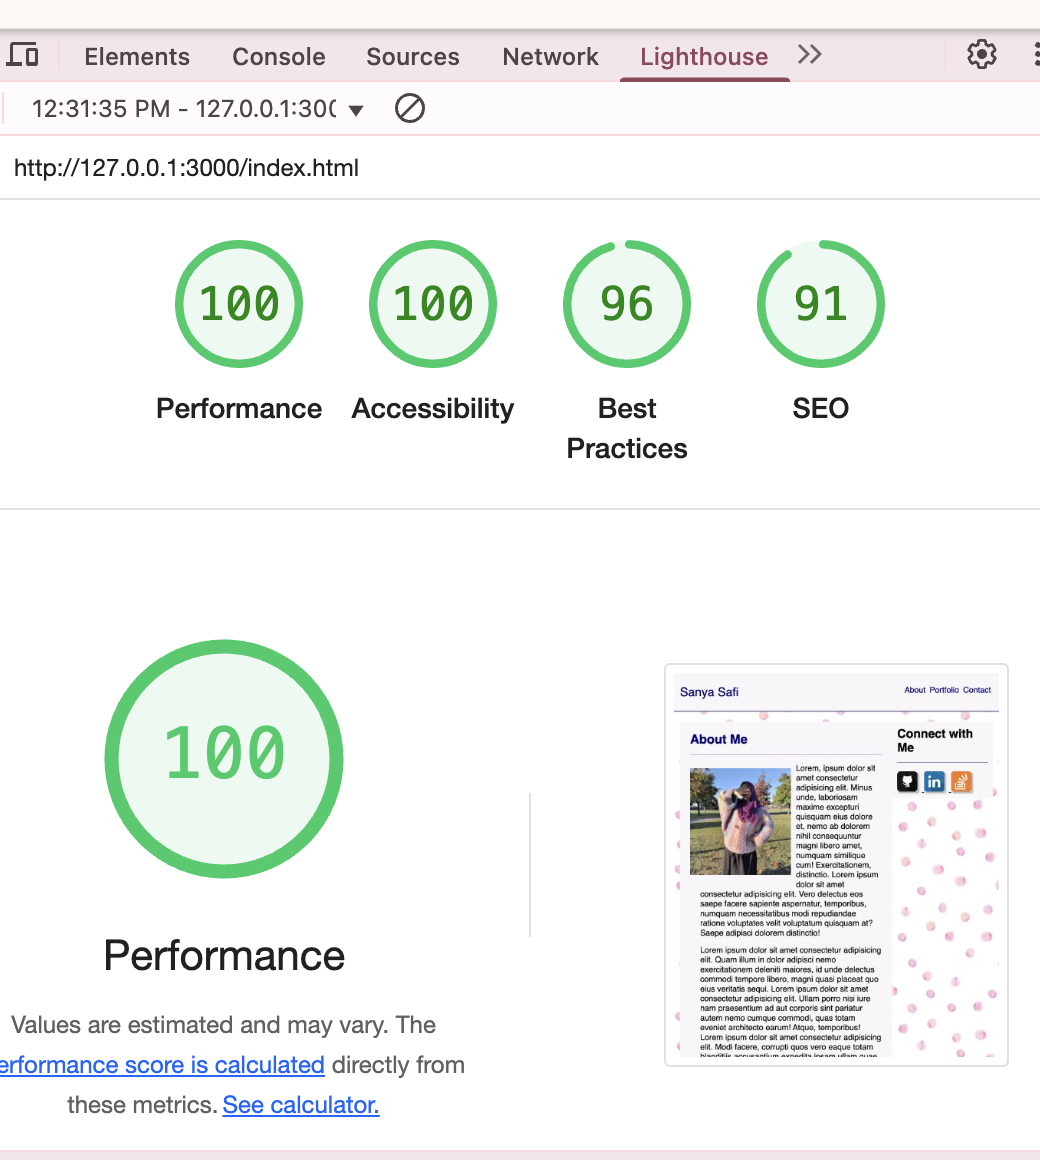 Elements Console Sources Network Lighthouse
12:31:35 PM - 127.0.0.1:300
http://127.0.0.1:3000/index.html
100 100 96 91
Performance Accessibility Best Practices SEO
100
Performance
Values are estimated and may vary. The
erformance score is calculated directly from
these metrics. See calculator.
Sanya Safi
About Portfolio Contact
About Me
Lorem, ipsum dolor sit
amet consectetur
adipisicing elit. Minus
unde, laboriosam
maxime excepturi
quisquam eius dolore
et, nemo ab dolorem
nihil consequuntur
magni libero amet,
numquam similique
cum! Exercitationem,
distinctio. Lorem ipsum
dolor sit amet
consectetur adipisicing elit. Vero delectus eos
saepe facere sapiente aspernatur, temporibus,
numquam necessitatibus modi repudiandae
ratione voluptates velit voluptatum quisquam at?
Saepe adipisci dolorem distinctio!
Lorem ipsum dolor sit amet consectetur adipisicing
elit. Quam illum in dolor adipisci nemo
exercitationem deleniti maiores, id unde delectus
commodi tempore libero, magni quasi placeat quo
eius veritatis sequi. Lorem ipsum dolor sit amet
consectetur adipisicing elit. Ullam porro nisi iure
nam praesentium ad aut corporis sint pariatur
autem nemo cumque commodi, quas totam
eveniet architecto earum! Atque, temporibus!
Lorem ipsum dolor sit amet consectetur adipisicing
elit. Modi facere, corrupti quos vero eaque totam
blanditiis accusantium expedita ipsam ullam quae
Connect with
Me
in